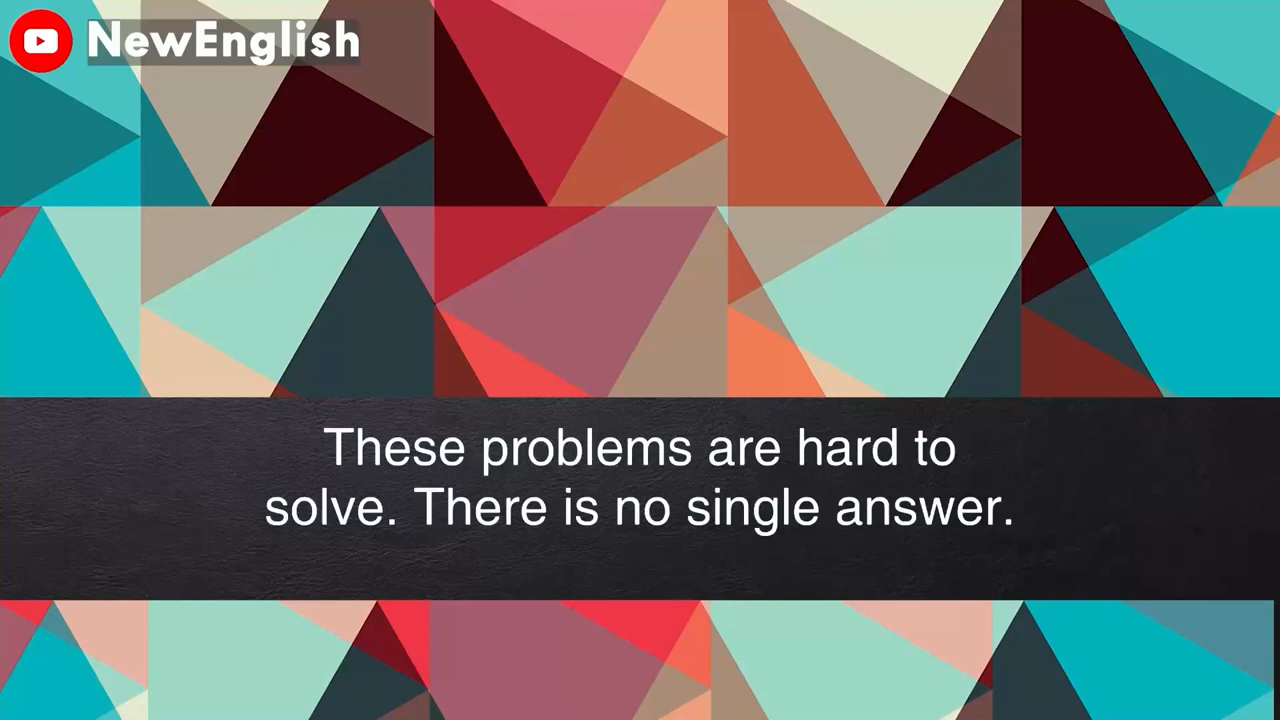 NewEnglish
These problems are hard to
solve. There is no single answer.